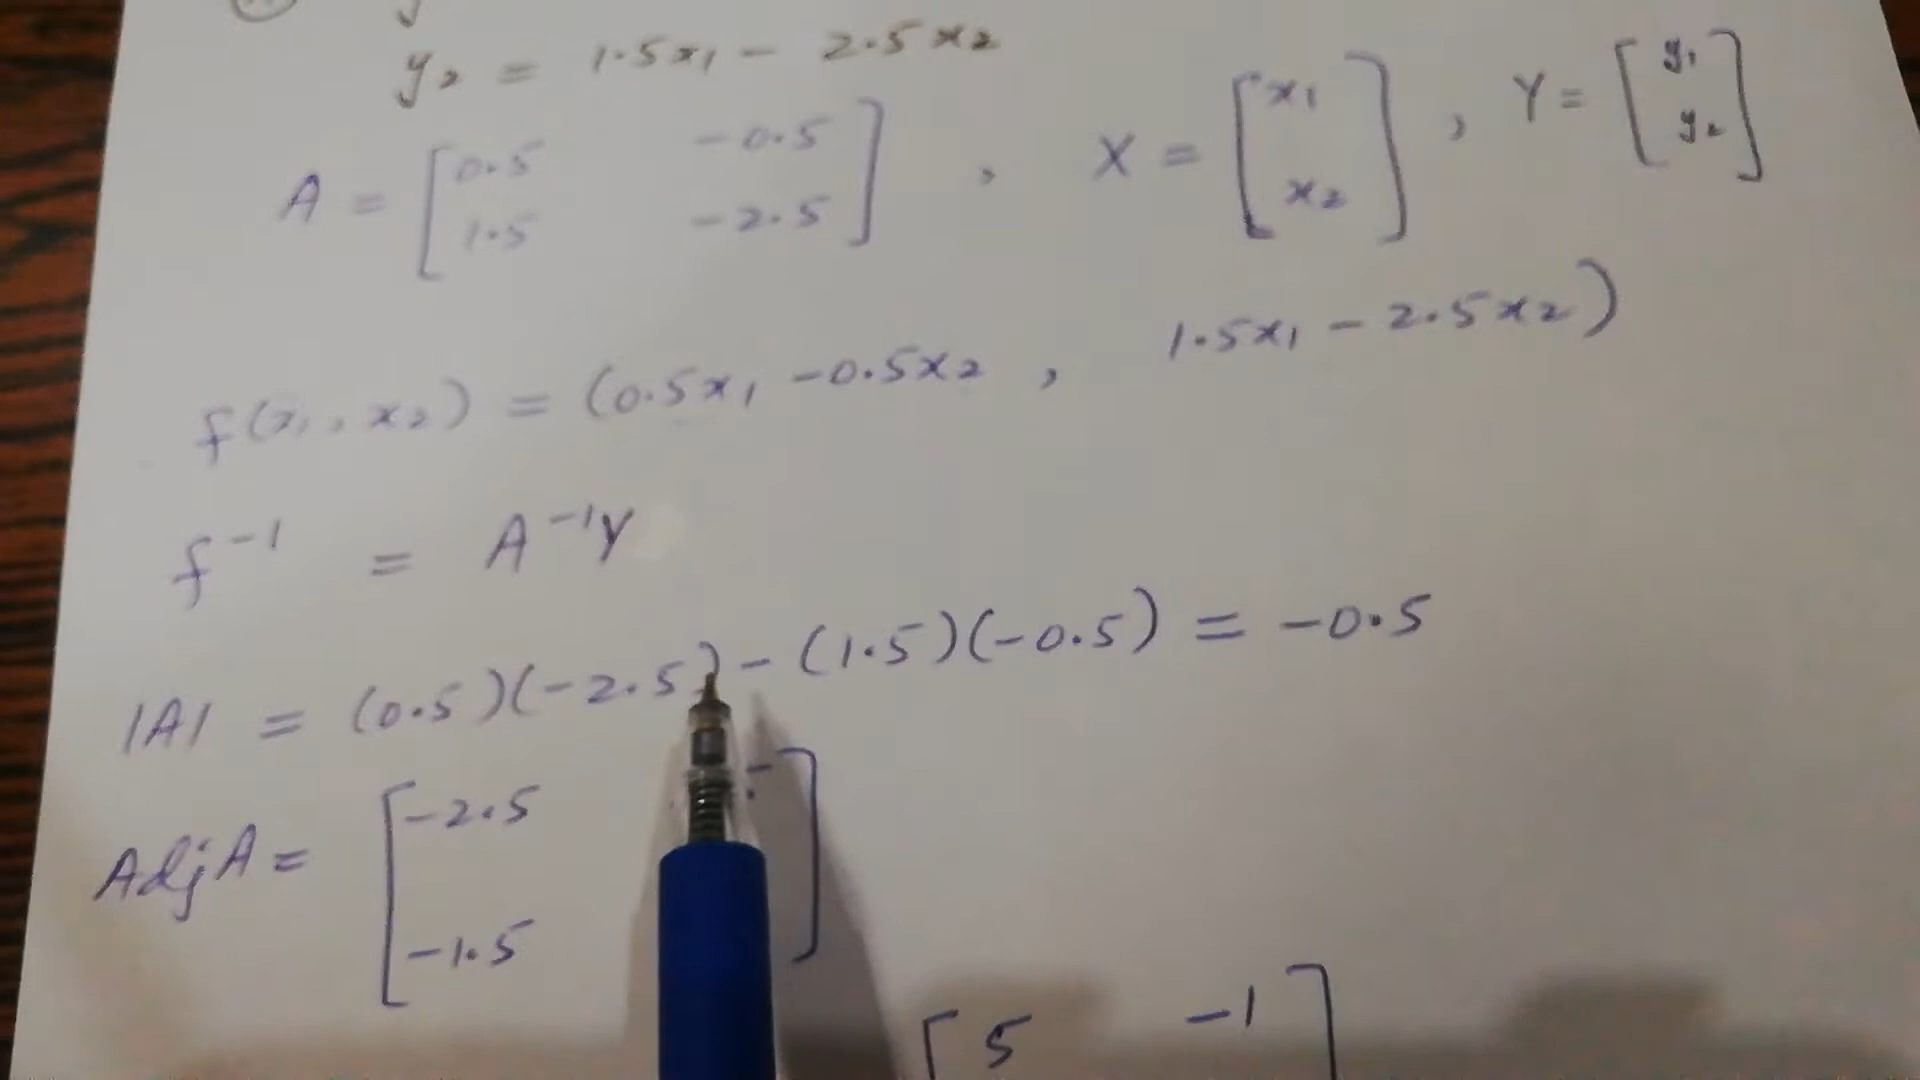 y₂ = 1.5x₁ - 2.5x₂
A = [0.5 -0.5
1.5 -2.5] , X = [x₁
x₂] , Y = [y₁
y₂]
f(x₁, x₂) = (0.5x₁ -0.5x₂ , 1.5x₁ - 2.5x₂)
f⁻¹ = A⁻¹Y
|A| = (0.5)(-2.5) - (1.5)(-0.5) = -0.5
AdjA = [-2.5
-1.5 ]
[5 -1]